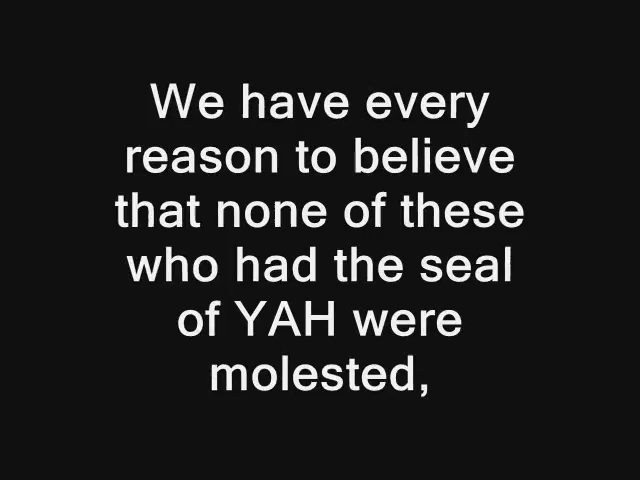 We have every
reason to believe
that none of these
who had the seal
of YAH were
molested,